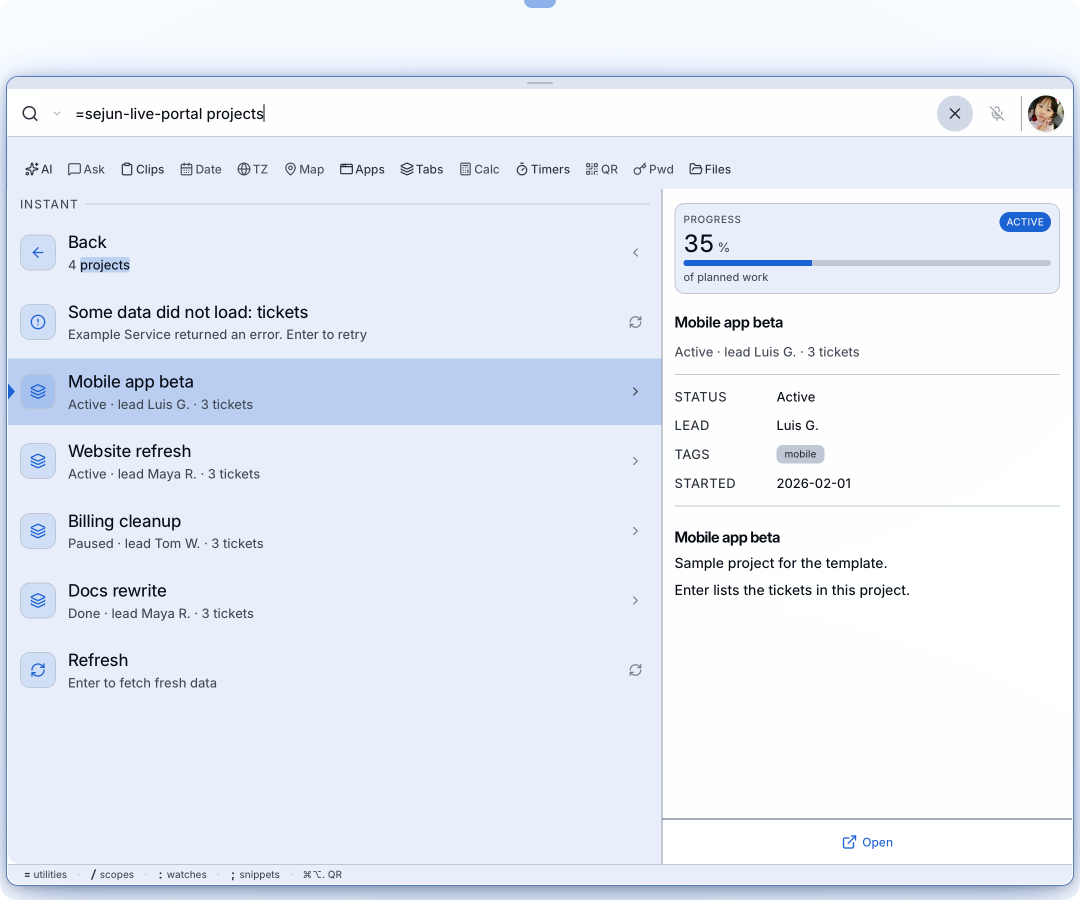 =sejun-live-portal projects
AI Ask Clips Date TZ Map Apps Tabs Calc Timers QR Pwd Files
INSTANT
Back
4 projects
Some data did not load: tickets
Example Service returned an error. Enter to retry
Mobile app beta
Active · lead Luis G. · 3 tickets
Website refresh
Active · lead Maya R. · 3 tickets
Billing cleanup
Paused · lead Tom W. · 3 tickets
Docs rewrite
Done · lead Maya R. · 3 tickets
Refresh
Enter to fetch fresh data
PROGRESS
ACTIVE
35 %
of planned work
Mobile app beta
Active · lead Luis G. · 3 tickets
STATUS Active
LEAD Luis G.
TAGS mobile
STARTED 2026-02-01
Mobile app beta
Sample project for the template.
Enter lists the tickets in this project.
Open
= utilities · / scopes · : watches · ; snippets · ⌘⌥. QR